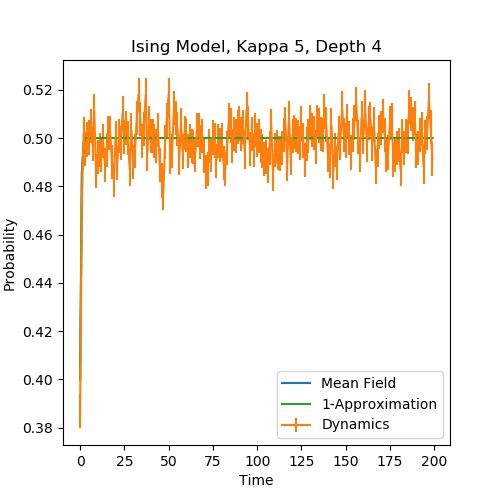 Ising Model, Kappa 5, Depth 4
0.52
0.50
0.48
0.46
0.44
0.42
0.40
0.38
Probability
0 25 50 75 100 125 150 175 200
Time
Mean Field
1-Approximation
Dynamics